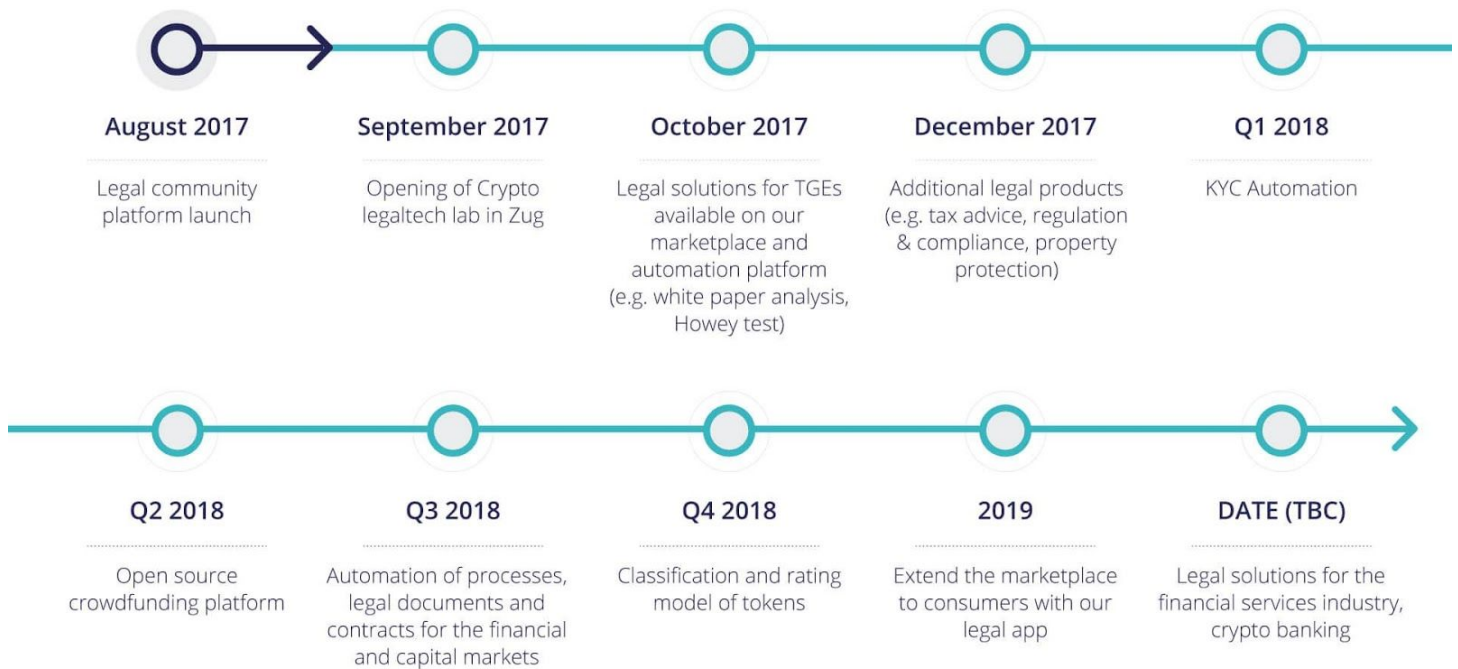 August 2017
Legal community
platform launch
September 2017
Opening of Crypto
legaltech lab in Zug
October 2017
Legal solutions for TGEs
available on our
marketplace and
automation platform
(e.g. white paper analysis,
Howey test)
December 2017
Additional legal products
(e.g. tax advice, regulation
& compliance, property
protection)
Q1 2018
KYC Automation
Q2 2018
Open source
crowdfunding platform
Q3 2018
Automation of processes,
legal documents and
contracts for the financial
and capital markets
Q4 2018
Classification and rating
model of tokens
2019
Extend the marketplace
to consumers with our
legal app
DATE (TBC)
Legal solutions for the
financial services industry,
crypto banking